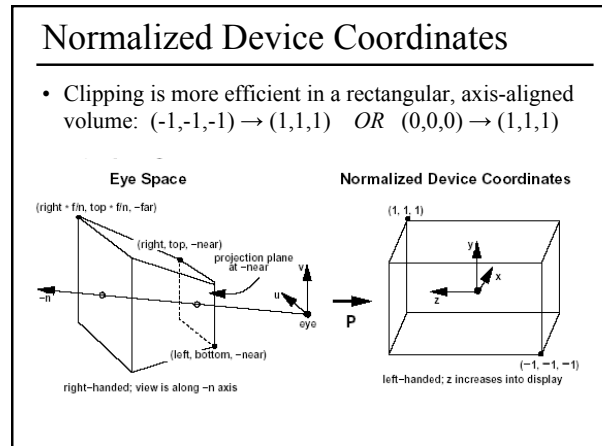 Normalized Device Coordinates
• Clipping is more efficient in a rectangular, axis-aligned
volume: (-1,-1,-1) → (1,1,1) OR (0,0,0) → (1,1,1)
Eye Space
(right * f/n, top * f/n, −far)
(right, top, −near)
projection plane
at −near
v
u
−n
eye
(left, bottom, −near)
right-handed; view is along −n axis
P
Normalized Device Coordinates
(1, 1, 1)
y
x
z
(−1, −1, −1)
left-handed; z increases into display